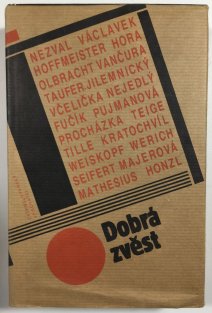 NEZVAL VÁCLAVEK
HOFFMEISTER HORA
OLBRACHT VANČURA
TAUFER JILEMNICKÝ
VČELIČKA NEJEDLÝ
FUČÍK PUJMANOVÁ
PROCHÁZKA TEIGE
TILLE KRATOCHVÍL
WEISKOPF WERICH
SEIFERT MAJEROVÁ
MATHESIUS HONZL
Dobrá
zvěst